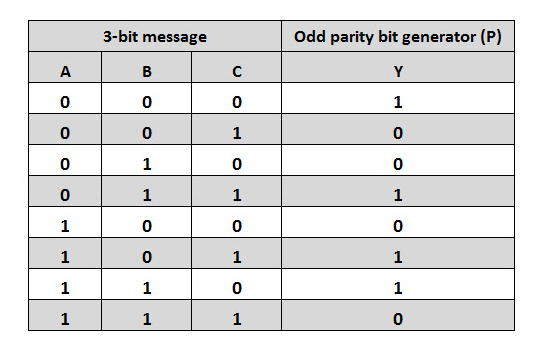 3-bit message Odd parity bit generator (P)
A B C Y
0 0 0 1
0 0 1 0
0 1 0 0
0 1 1 1
1 0 0 0
1 0 1 1
1 1 0 1
1 1 1 0